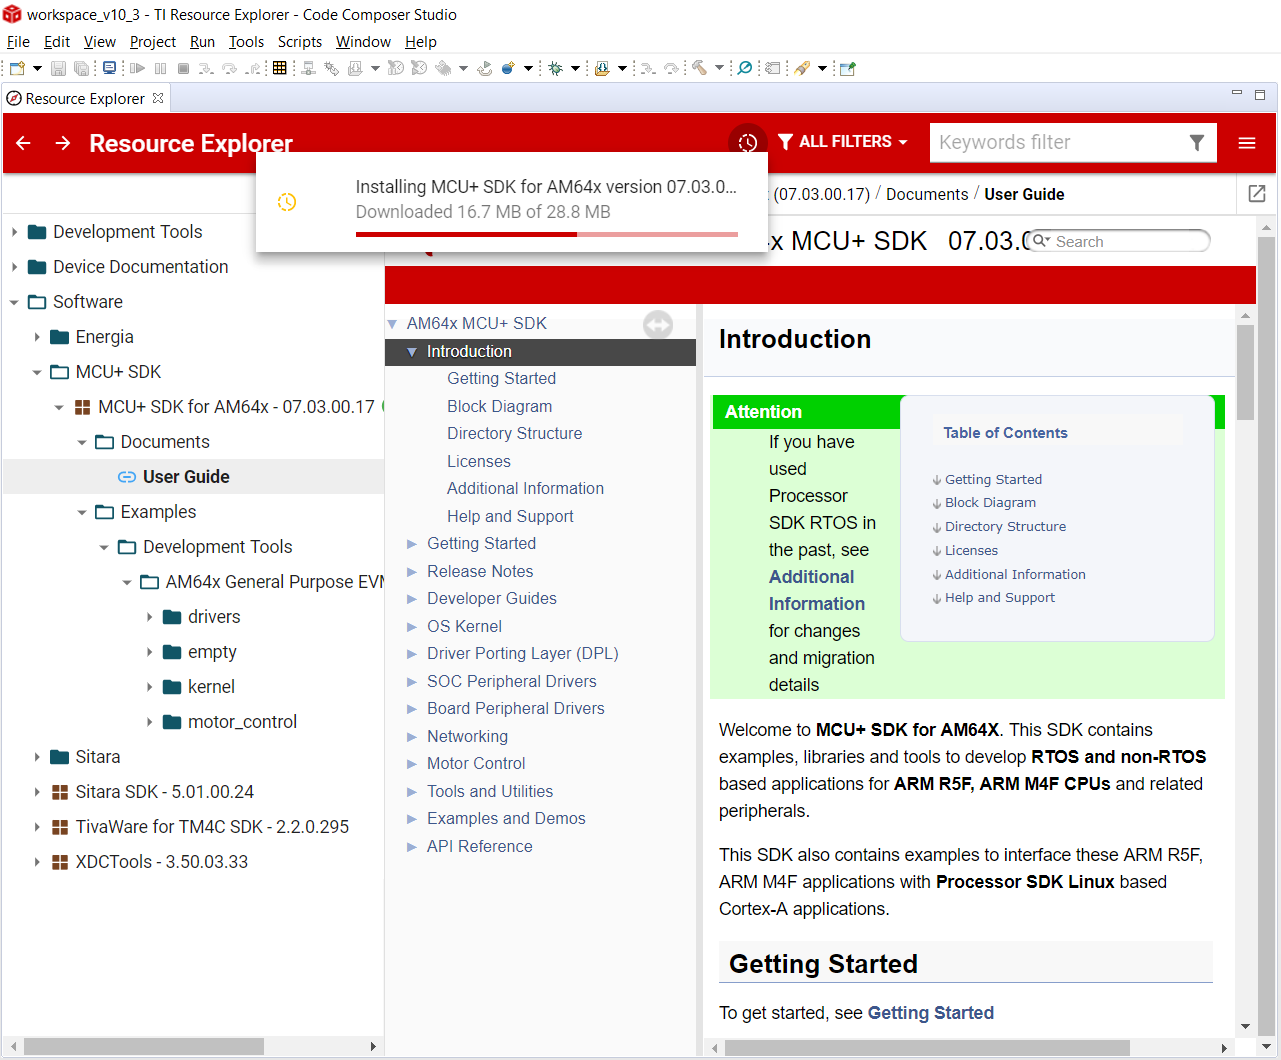 workspace_v10_3 - TI Resource Explorer - Code Composer Studio
File Edit View Project Run Tools Scripts Window Help
Resource Explorer
Resource Explorer
ALL FILTERS
Keywords filter
Installing MCU+ SDK for AM64x version 07.03.0...
Downloaded 16.7 MB of 28.8 MB
(07.03.00.17) / Documents / User Guide
Development Tools
Device Documentation
Software
Energia
MCU+ SDK
MCU+ SDK for AM64x - 07.03.00.17
Documents
User Guide
Examples
Development Tools
AM64x General Purpose EVM
drivers
empty
kernel
motor_control
Sitara
Sitara SDK - 5.01.00.24
TivaWare for TM4C SDK - 2.2.0.295
XDCTools - 3.50.03.33
MCU+ SDK 07.03.0
Search
AM64x MCU+ SDK
Introduction
Getting Started
Block Diagram
Directory Structure
Licenses
Additional Information
Help and Support
Getting Started
Release Notes
Developer Guides
OS Kernel
Driver Porting Layer (DPL)
SOC Peripheral Drivers
Board Peripheral Drivers
Networking
Motor Control
Tools and Utilities
Examples and Demos
API Reference
Introduction
Attention
If you have
used
Processor
SDK RTOS in
the past, see
Additional
Information
for changes
and migration
details
Table of Contents
Getting Started
Block Diagram
Directory Structure
Licenses
Additional Information
Help and Support
Welcome to MCU+ SDK for AM64X. This SDK contains
examples, libraries and tools to develop RTOS and non-RTOS
based applications for ARM R5F, ARM M4F CPUs and related
peripherals.
This SDK also contains examples to interface these ARM R5F,
ARM M4F applications with Processor SDK Linux based
Cortex-A applications.
Getting Started
To get started, see Getting Started